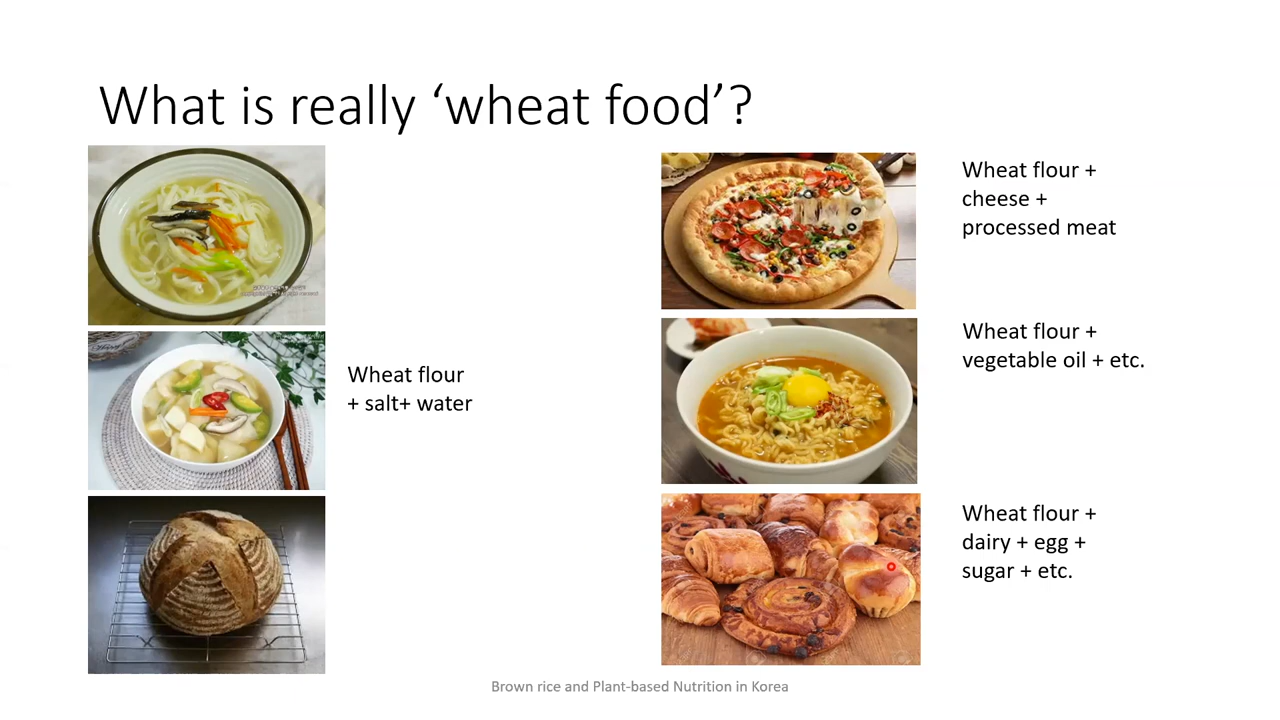 What is really ‘wheat food’?
Wheat flour
+ salt+ water
Wheat flour +
cheese +
processed meat
Wheat flour +
vegetable oil + etc.
Wheat flour +
dairy + egg +
sugar + etc.
Brown rice and Plant-based Nutrition in Korea